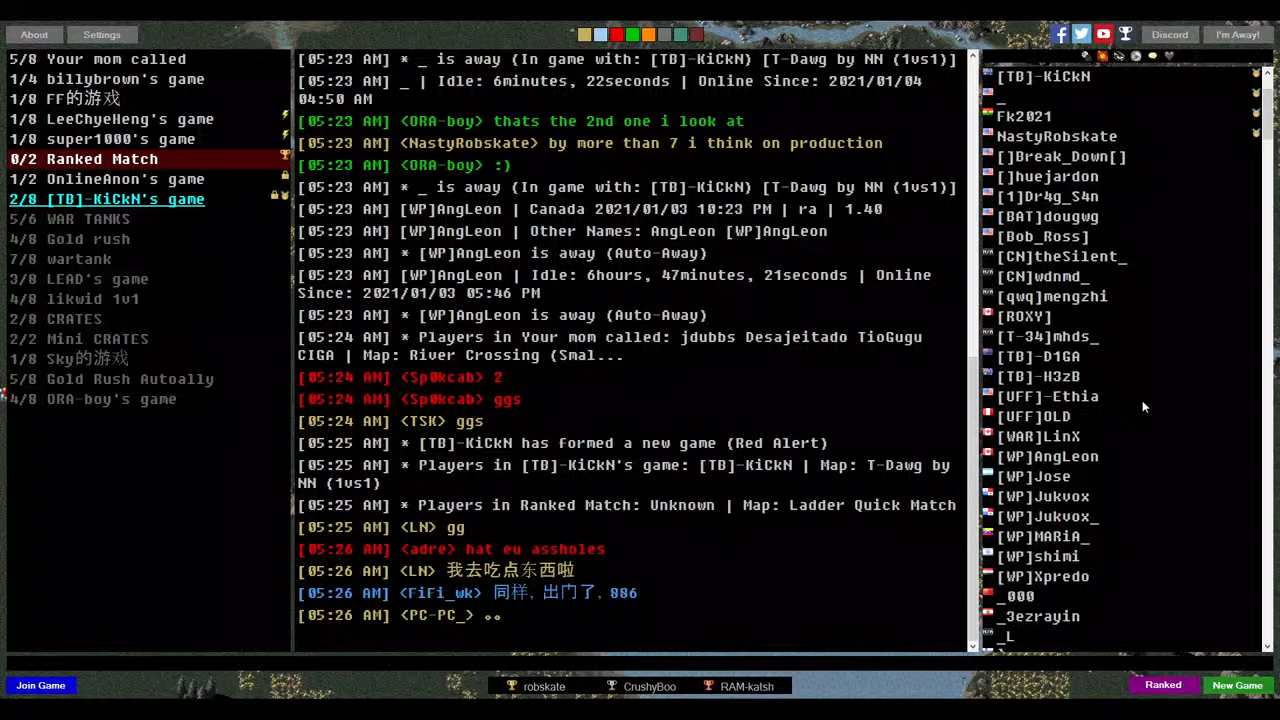 About
Settings
Discord
I'm Away!
5/8 Your mom called
1/4 billybrown's game
1/8 FF的游戏
1/8 LeeChyeHeng's game
1/8 super1000's game
0/2 Ranked Match
1/2 OnlineAnon's game
2/8 [TB]-KiCkN's game
5/6 WAR TANKS
4/8 Gold rush
7/8 wartank
3/8 LEAD's game
4/8 likwid 1v1
2/8 CRATES
2/2 Mini CRATES
1/8 Sky的游戏
5/8 Gold Rush Autoally
4/8 ORA-boy's game
[05:23 AM] * _ is away (In game with: [TB]-KiCkN) [T-Dawg by NN (1vs1)]
[05:23 AM] _ | Idle: 6minutes, 22seconds | Online Since: 2021/01/04
04:50 AM
[05:23 AM] <ORA-boy> thats the 2nd one i look at
[05:23 AM] <NastyRobskate> by more than 7 i think on production
[05:23 AM] <ORA-boy> :)
[05:23 AM] * _ is away (In game with: [TB]-KiCkN) [T-Dawg by NN (1vs1)]
[05:23 AM] [WP]AngLeon | Canada 2021/01/03 10:23 PM | ra | 1.40
[05:23 AM] [WP]AngLeon | Other Names: AngLeon [WP]AngLeon
[05:23 AM] * [WP]AngLeon is away (Auto-Away)
[05:23 AM] [WP]AngLeon | Idle: 6hours, 47minutes, 21seconds | Online
Since: 2021/01/03 05:46 PM
[05:23 AM] * [WP]AngLeon is away (Auto-Away)
[05:24 AM] * Players in Your mom called: jdubbs Desajeitado TioGugu
CIGA | Map: River Crossing (Smal...
[05:24 AM] <Sp0kcab> 2
[05:24 AM] <Sp0kcab> ggs
[05:24 AM] <TSK> ggs
[05:24 AM] * [TB]-KiCkN has formed a new game (Red Alert)
[05:25 AM] * Players in [TB]-KiCkN's game: [TB]-KiCkN | Map: T-Dawg by
NN (1vs1)
[05:25 AM] * Players in Ranked Match: Unknown | Map: Ladder Quick Match
[05:25 AM] <LN> gg
[05:26 AM] <adre> hat eu assholes
[05:26 AM] <LN> 我去吃点东西啦
[05:26 AM] <FiFi_wk> 同样, 出门了, 886
[05:26 AM] <PC-PC_> 。。
[TB]-KiCkN
_
Fk2021
NastyRobskate
[]Break_Down[]
[]huejardon
[1]Dr4g_S4n
[BAT]dougwg
[Bob_Ross]
[CN]theSilent_
[CN]wdnmd_
[qwq]mengzhi
[ROXY]
[T-34]mhds_
[TB]-D1GA
[TB]-H3zB
[UFF]-Ethia
[UFF]OLD
[WAR]LinX
[WP]AngLeon
[WP]Jose
[WP]Jukvox
[WP]Jukvox_
[WP]MARiA_
[WP]shimi
[WP]Xpredo
_000
_3ezrayin
_L
Join Game
robskate
CrushyBoo
RAM-katsh
Ranked
New Game